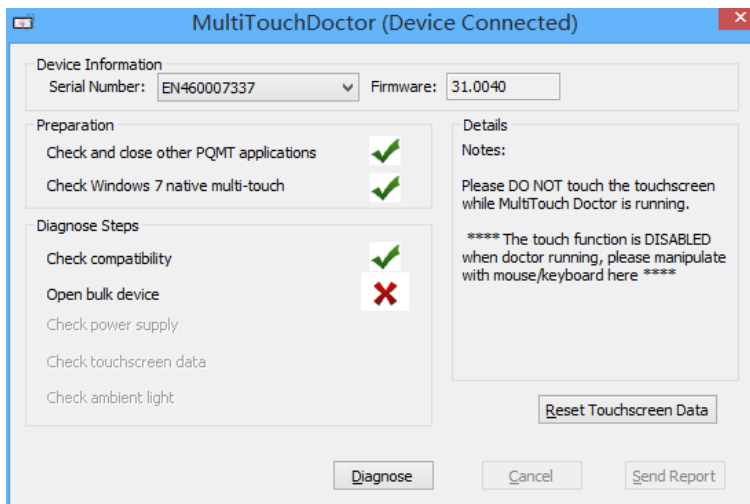 MultiTouchDoctor (Device Connected)
Device Information
Serial Number: EN460007337 Firmware: 31.0040
Preparation
Check and close other PQMT applications
Check Windows 7 native multi-touch
Diagnose Steps
Check compatibility
Open bulk device
Check power supply
Check touchscreen data
Check ambient light
Details
Notes:
Please DO NOT touch the touchscreen
while MultiTouch Doctor is running.
**** The touch function is DISABLED
when doctor running, please manipulate
with mouse/keyboard here ****
Reset Touchscreen Data
Diagnose Cancel Send Report